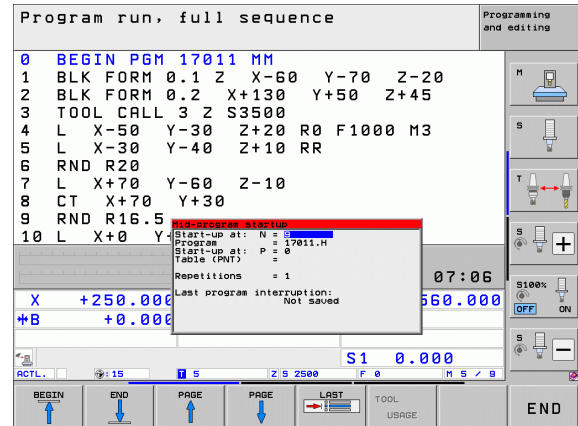 Program run, full sequence
Programming
and editing
0 BEGIN PGM 17011 MM
1 BLK FORM 0.1 Z X-60 Y-70 Z-20
2 BLK FORM 0.2 X+130 Y+50 Z+45
3 TOOL CALL 3 Z S3500
4 L X-50 Y-30 Z+20 R0 F1000 M3
5 L X-30 Y-40 Z+10 RR
6 RND R20
7 L X+70 Y-60 Z-10
8 CT X+70 Y+30
9 RND R16.5
10 L X+0 Y+
Mid-program startup
Start-up at: N = 9
Program = 17011.H
Start-up at: P = 0
Table (PNT) =
Repetitions = 1
Last program interruption:
Not saved
07:06
X +250.000
560.000
*B +0.000
S1 0.000
ACTL. 15 T 5 Z S 2500 F 0 M 5 / 9
M
S
T
S
+
S100%
OFF ON
S
-
BEGIN
END
PAGE
PAGE
LAST
TOOL
USAGE
END